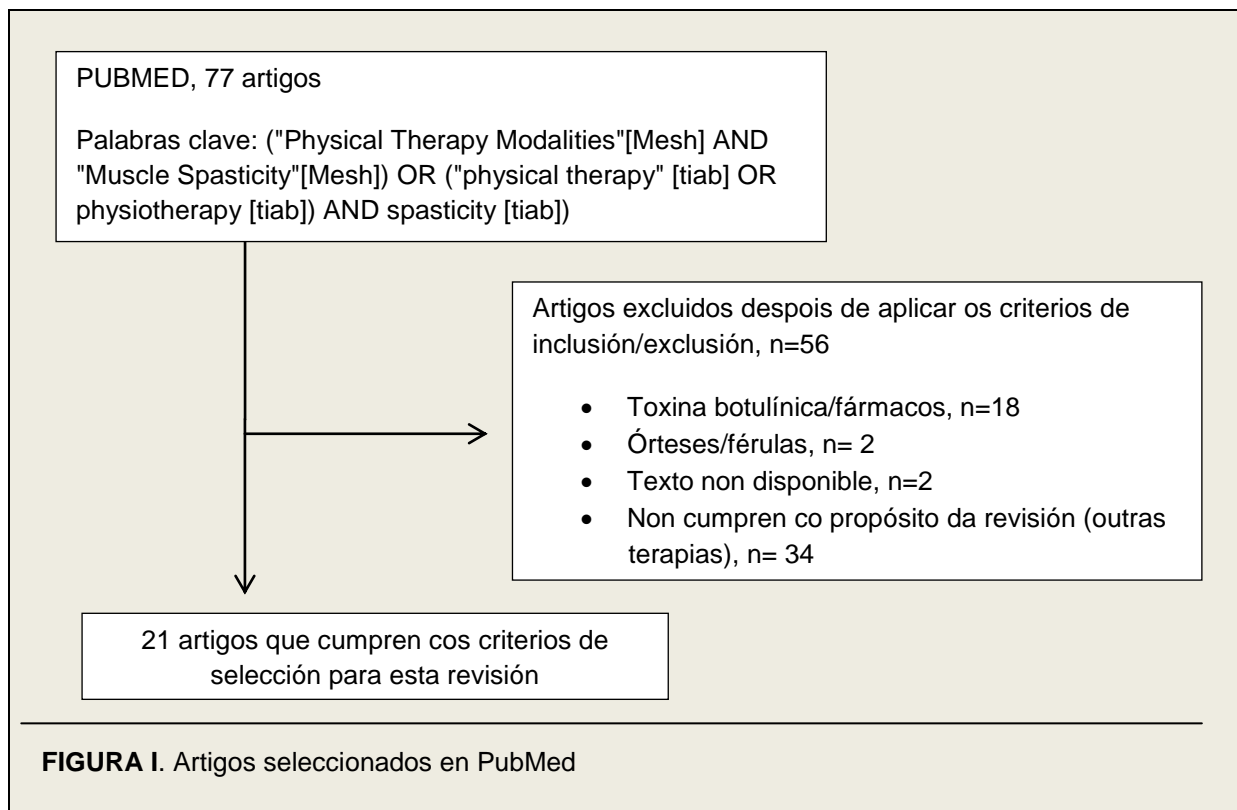 PUBMED, 77 artigos
Palabras clave: ("Physical Therapy Modalities"[Mesh] AND
"Muscle Spasticity"[Mesh]) OR ("physical therapy" [tiab] OR
physiotherapy [tiab]) AND spasticity [tiab])
Artigos excluidos despois de aplicar os criterios de
inclusión/exclusión, n=56
• Toxina botulínica/fármacos, n=18
• Órteses/férulas, n= 2
• Texto non disponible, n=2
• Non cumpren co propósito da revisión (outras
terapias), n= 34
21 artigos que cumpren cos criterios de
selección para esta revisión
FIGURA I. Artigos seleccionados en PubMed